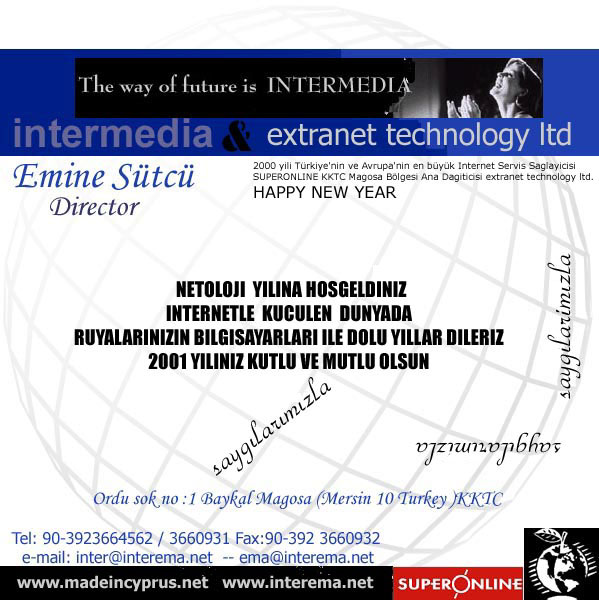 The way of future is INTERMEDIA
intermedia & extranet technology ltd
Emine Sütcü
Director
2000 yili Türkiye'nin ve Avrupa'nin en büyük Internet Servis Saglayicisi
SUPERONLINE KKTC Magosa Bölgesi Ana Dagiticisi extranet technology ltd.
HAPPY NEW YEAR
NETOLOJI YILINA HOSGELDINIZ
INTERNETLE KUCULEN DUNYADA
RUYALARINIZIN BILGISAYARLARI ILE DOLU YILLAR DILERIZ
2001 YILINIZ KUTLU VE MUTLU OLSUN
saygılarımızla
saygılarımızla
saygılarımızla
Ordu sok no :1 Baykal Magosa (Mersin 10 Turkey )KKTC
Tel: 90-3923664562 / 3660931 Fax:90-392 3660932
e-mail: inter@interema.net -- ema@interema.net
www.madeincyprus.net www.interema.net
SUPERONLINE